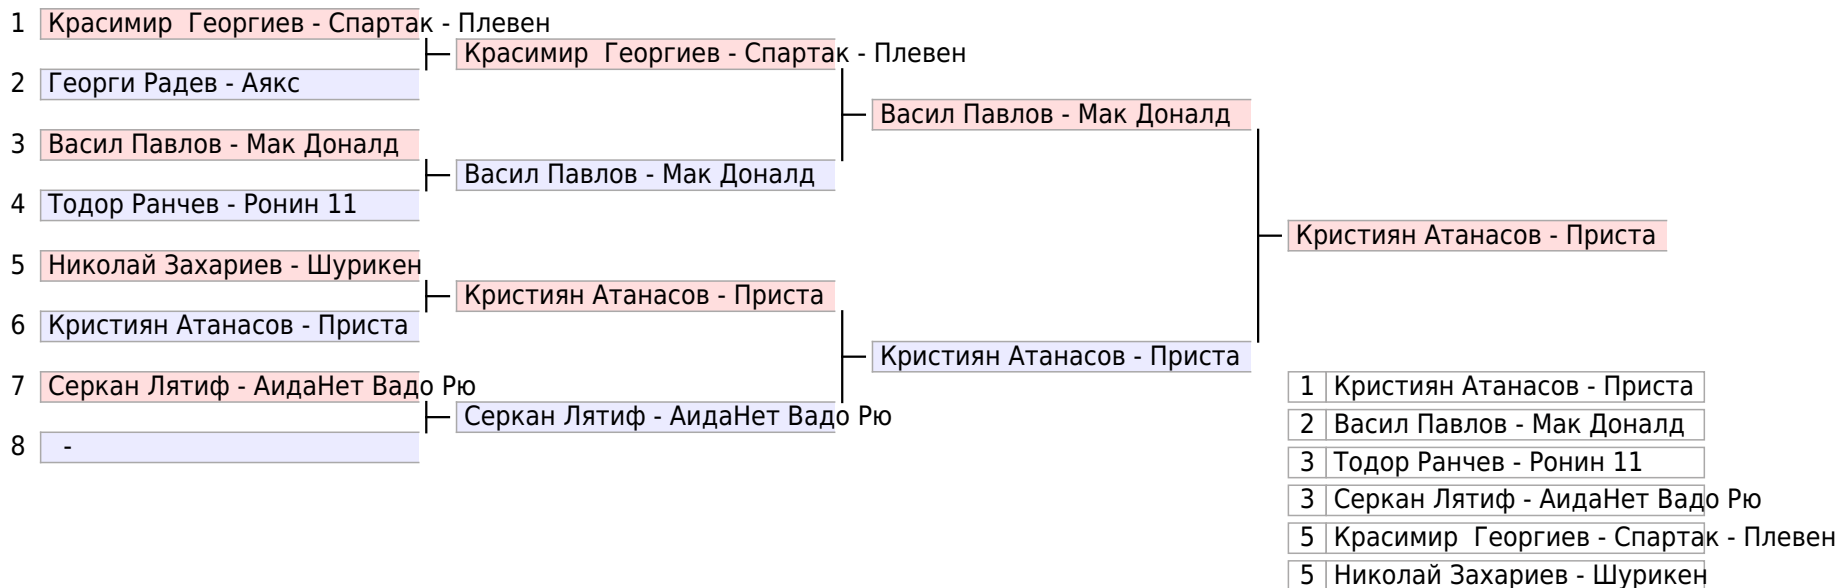 1 Красимир  Георгиев - Спартак - Плевен
Красимир  Георгиев - Спартак - Плевен
2 Георги Радев - Аякс
Васил Павлов - Мак Доналд
3 Васил Павлов - Мак Доналд
Васил Павлов - Мак Доналд
4 Тодор Ранчев - Ронин 11
Кристиян Атанасов - Приста
5 Николай Захариев - Шурикен
Кристиян Атанасов - Приста
6 Кристиян Атанасов - Приста
Кристиян Атанасов - Приста
7 Серкан Лятиф - АидаНет Вадо Рю
Серкан Лятиф - АидаНет Вадо Рю
8 -
1 Кристиян Атанасов - Приста
2 Васил Павлов - Мак Доналд
3 Тодор Ранчев - Ронин 11
3 Серкан Лятиф - АидаНет Вадо Рю
5 Красимир  Георгиев - Спартак - Плевен
5 Николай Захариев - Шурикен